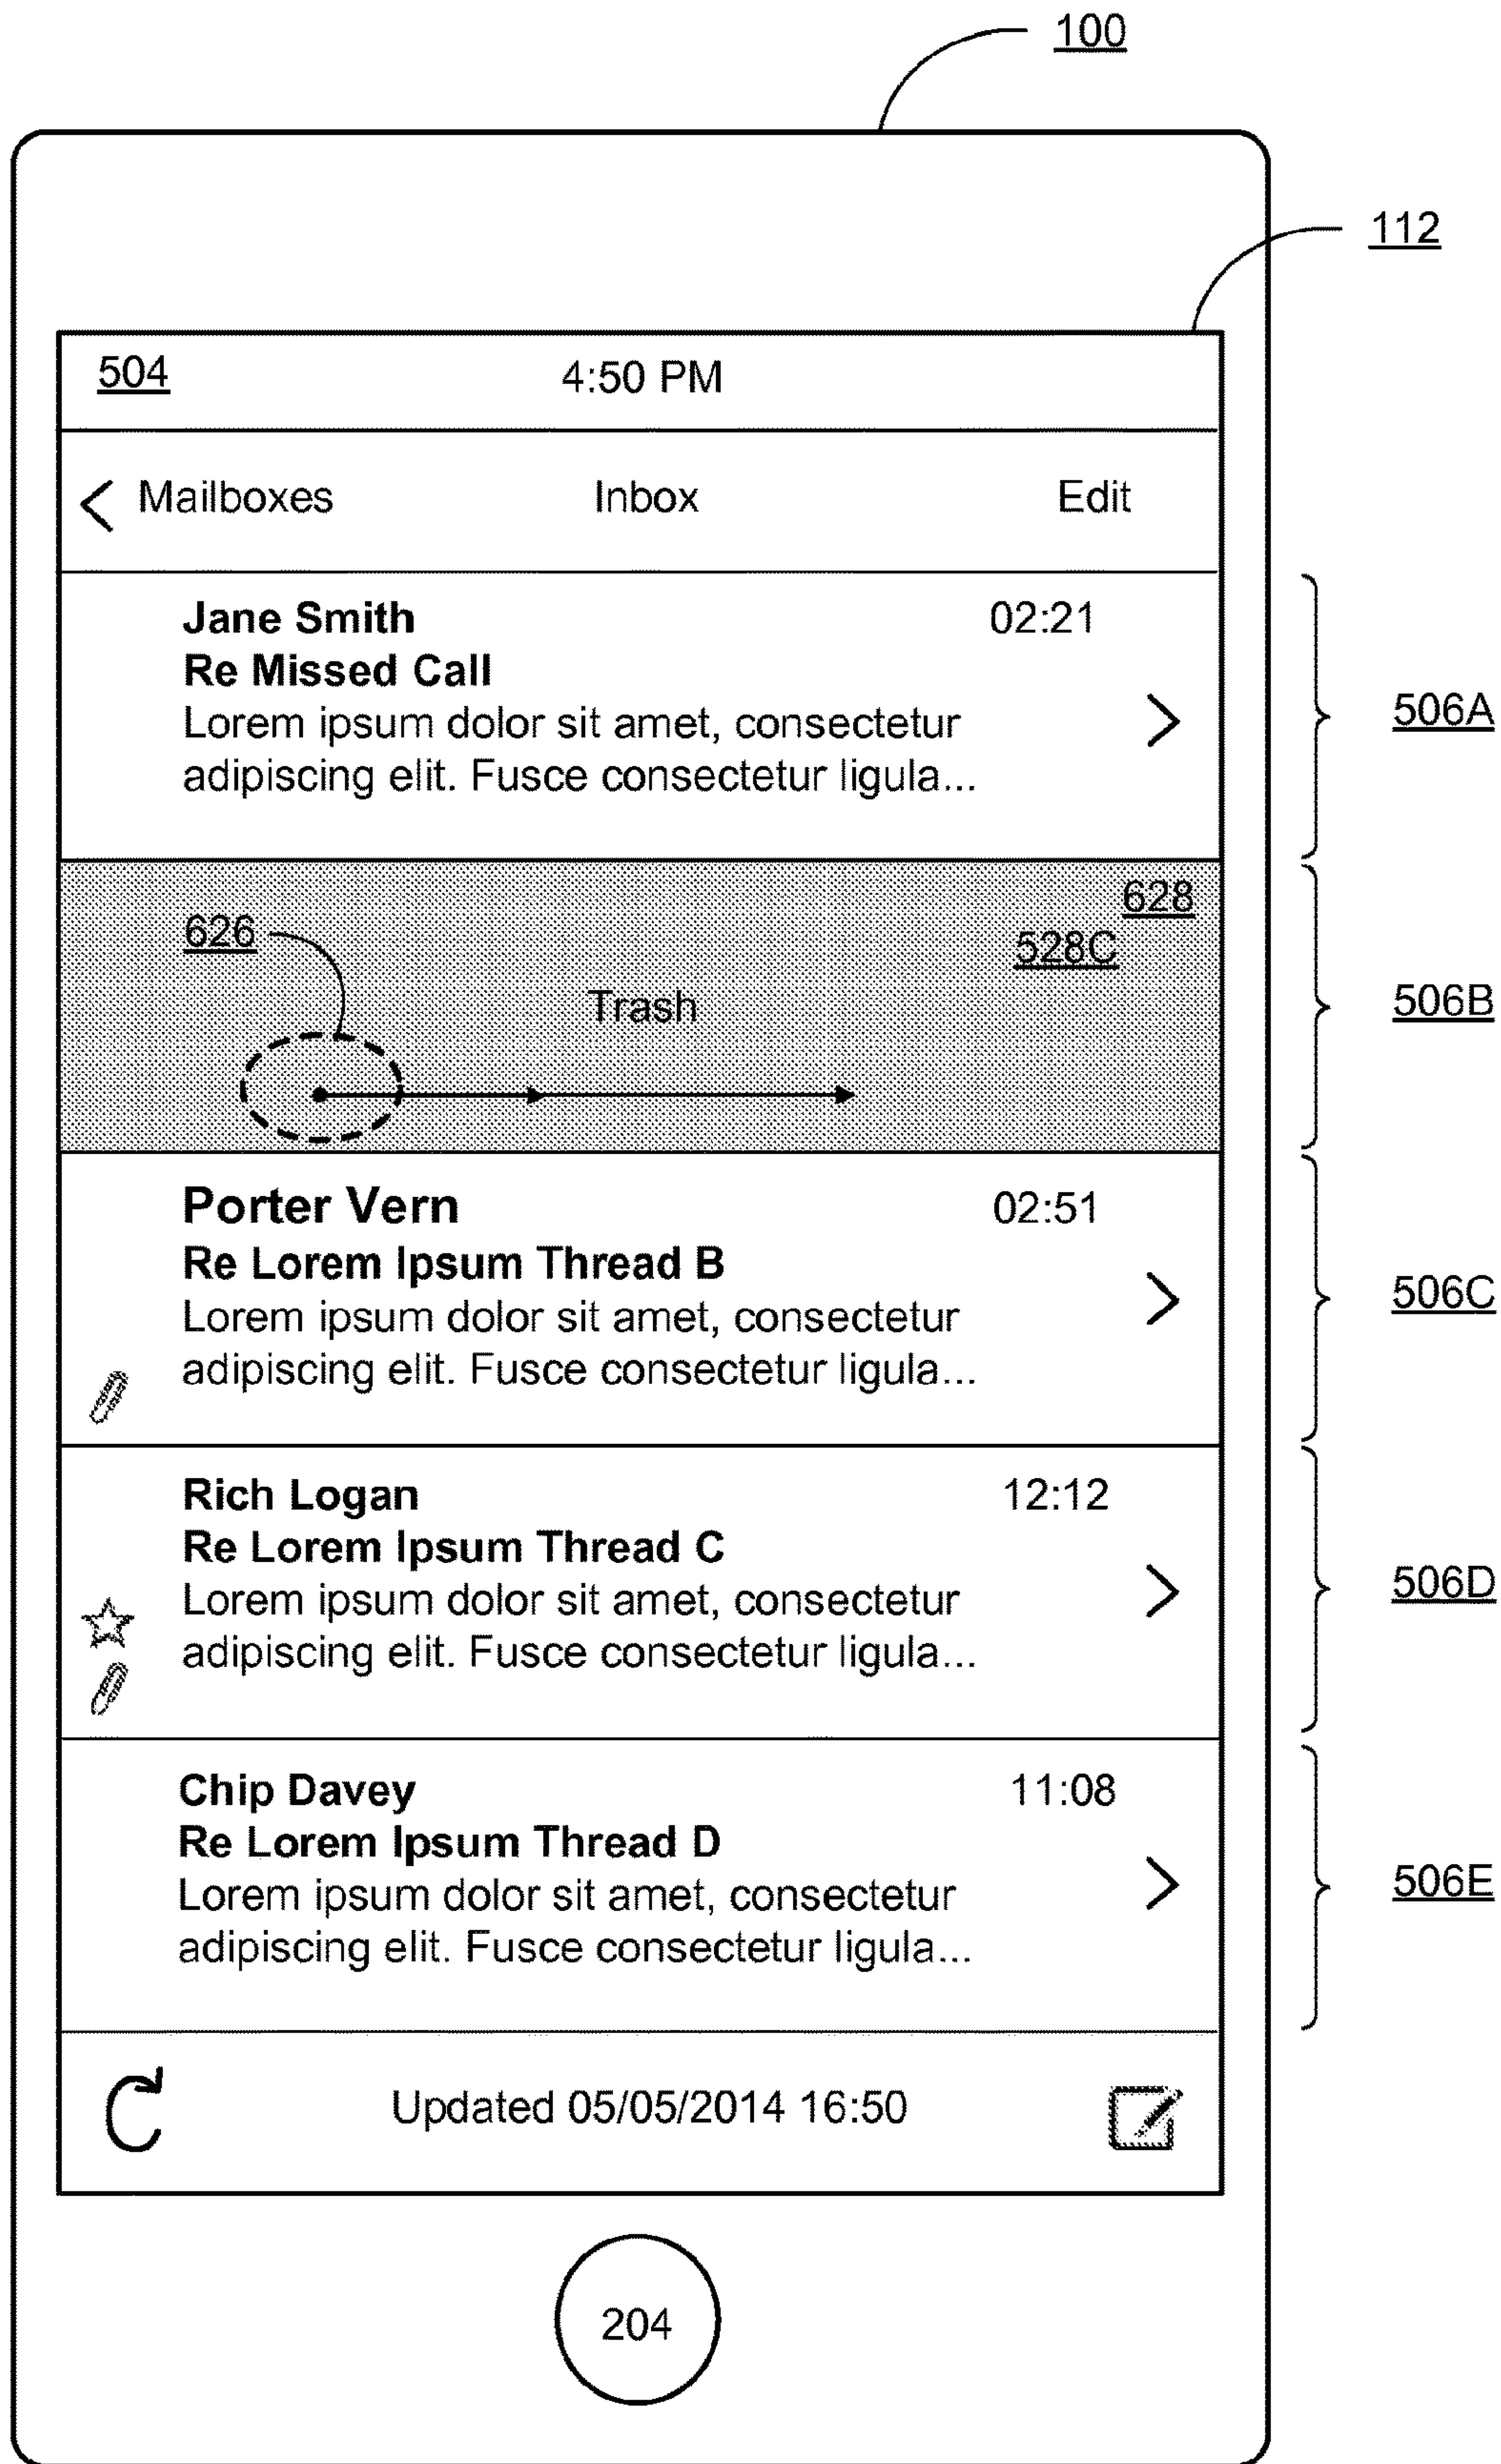 100
112
504 4:50 PM
< Mailboxes Inbox Edit
Jane Smith 02:21
Re Missed Call
Lorem ipsum dolor sit amet, consectetur
adipiscing elit. Fusce consectetur ligula...
506A
628
626 528C
Trash
506B
Porter Vern 02:51
Re Lorem Ipsum Thread B
Lorem ipsum dolor sit amet, consectetur
adipiscing elit. Fusce consectetur ligula...
506C
Rich Logan 12:12
Re Lorem Ipsum Thread C
Lorem ipsum dolor sit amet, consectetur
adipiscing elit. Fusce consectetur ligula...
506D
Chip Davey 11:08
Re Lorem Ipsum Thread D
Lorem ipsum dolor sit amet, consectetur
adipiscing elit. Fusce consectetur ligula...
506E
Updated 05/05/2014 16:50
204